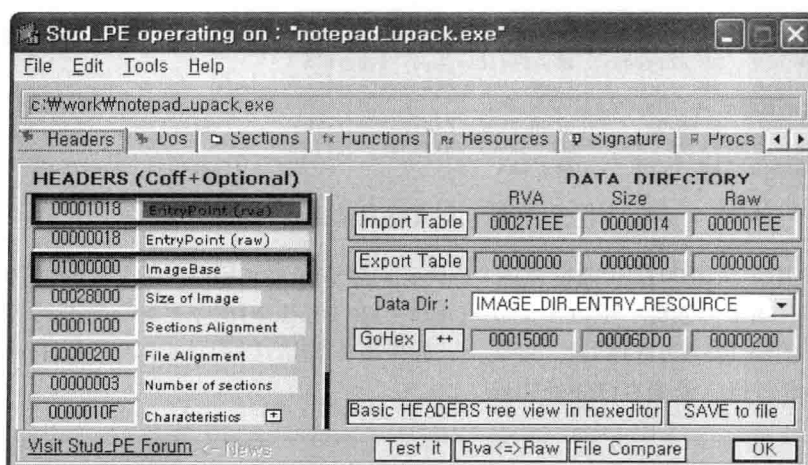 Stud_PE operating on : "notepad_upack.exe"
File Edit Tools Help
c:₩work₩notepad_upack.exe
Headers Dos Sections fx Functions Rs Resources Signature Procs
HEADERS (Coff+Optional)
00001018 EntryPoint (rva)
00000018 EntryPoint (raw)
01000000 ImageBase
00028000 Size of Image
00001000 Sections Alignment
00000200 File Alignment
00000003 Number of sections
0000010F Characteristics +
DATA DIRECTORY
RVA Size Raw
Import Table 000271EE 00000014 000001EE
Export Table 00000000 00000000 00000000
Data Dir : IMAGE_DIR_ENTRY_RESOURCE
GoHex ++ 00015000 00006DD0 00000200
Basic HEADERS tree view in hexeditor SAVE to file
Visit Stud_PE Forum <- News Test' it Rva<=>Raw File Compare OK